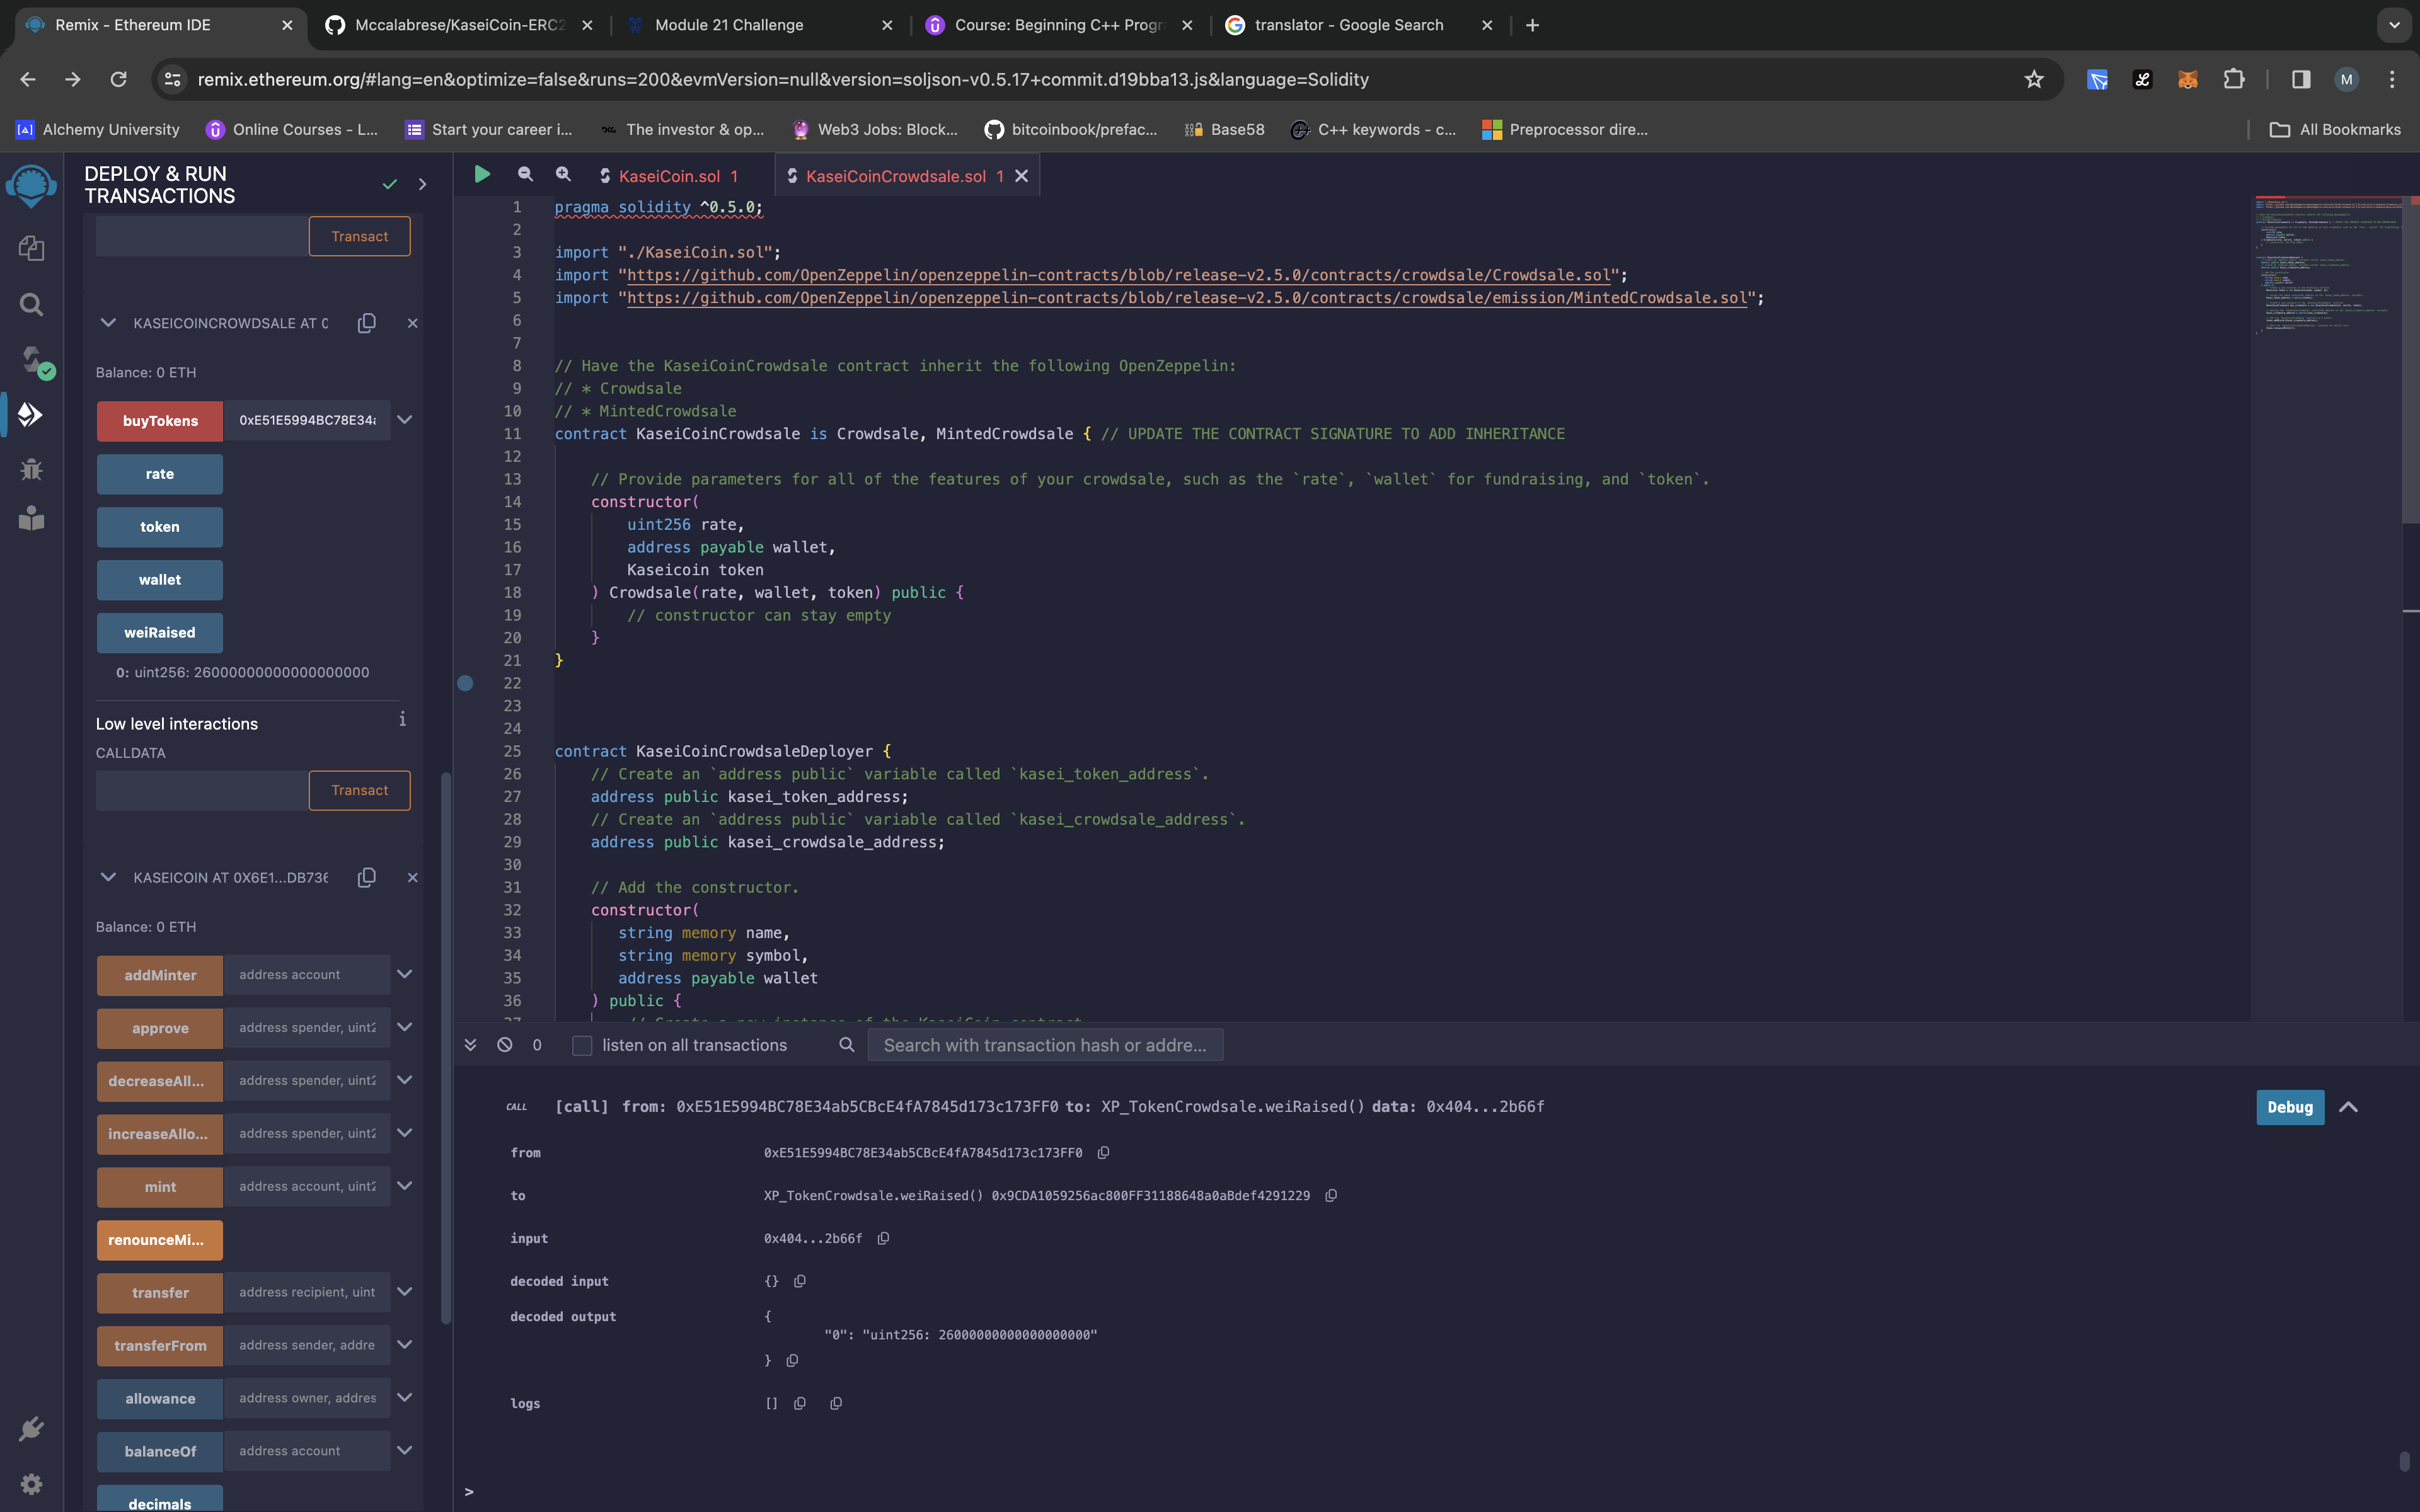 Remix - Ethereum IDE
Mccalabrese/KaseiCoin-ERC2
Module 21 Challenge
Course: Beginning C++ Progr
translator - Google Search
remix.ethereum.org/#lang=en&optimize=false&runs=200&evmVersion=null&version=soljson-v0.5.17+commit.d19bba13.js&language=Solidity
M
Alchemy University
Online Courses - L...
Start your career i...
The investor & op...
Web3 Jobs: Block...
bitcoinbook/prefac...
Base58
C++ keywords - c...
Preprocessor dire...
All Bookmarks
DEPLOY & RUN
TRANSACTIONS
Transact
KASEICOINCROWDSALE AT 0
Balance: 0 ETH
buyTokens 0xE51E5994BC78E34a
rate
token
wallet
weiRaised
0: uint256: 26000000000000000000
Low level interactions
i
CALLDATA
Transact
KASEICOIN AT 0X6E1...DB736
Balance: 0 ETH
addMinter address account
approve address spender, uint2
decreaseAll... address spender, uint2
increaseAllo... address spender, uint2
mint address account, uint2
renounceMi...
transfer address recipient, uint
transferFrom address sender, addre
allowance address owner, addres
balanceOf address account
decimals
KaseiCoin.sol 1
KaseiCoinCrowdsale.sol 1
1 pragma solidity ^0.5.0;
2
3 import "./KaseiCoin.sol";
4 import "https://github.com/OpenZeppelin/openzeppelin-contracts/blob/release-v2.5.0/contracts/crowdsale/Crowdsale.sol";
5 import "https://github.com/OpenZeppelin/openzeppelin-contracts/blob/release-v2.5.0/contracts/crowdsale/emission/MintedCrowdsale.sol";
6
7
8 // Have the KaseiCoinCrowdsale contract inherit the following OpenZeppelin:
9 // * Crowdsale
10 // * MintedCrowdsale
11 contract KaseiCoinCrowdsale is Crowdsale, MintedCrowdsale { // UPDATE THE CONTRACT SIGNATURE TO ADD INHERITANCE
12
13 // Provide parameters for all of the features of your crowdsale, such as the `rate`, `wallet` for fundraising, and `token`.
14 constructor(
15 uint256 rate,
16 address payable wallet,
17 Kaseicoin token
18 ) Crowdsale(rate, wallet, token) public {
19 // constructor can stay empty
20 }
21 }
22
23
24
25 contract KaseiCoinCrowdsaleDeployer {
26 // Create an `address public` variable called `kasei_token_address`.
27 address public kasei_token_address;
28 // Create an `address public` variable called `kasei_crowdsale_address`.
29 address public kasei_crowdsale_address;
30
31 // Add the constructor.
32 constructor(
33 string memory name,
34 string memory symbol,
35 address payable wallet
36 ) public {
37 // Create a new instance of the KaseiCoin contract.
0
listen on all transactions
Search with transaction hash or addre...
CALL [call] from: 0xE51E5994BC78E34ab5CBcE4fA7845d173c173FF0 to: XP_TokenCrowdsale.weiRaised() data: 0x404...2b66f
Debug
from 0xE51E5994BC78E34ab5CBcE4fA7845d173c173FF0
to XP_TokenCrowdsale.weiRaised() 0x9CDA1059256ac800FF31188648a0aBdef4291229
input 0x404...2b66f
decoded input {}
decoded output {
"0": "uint256: 26000000000000000000"
}
logs []
>